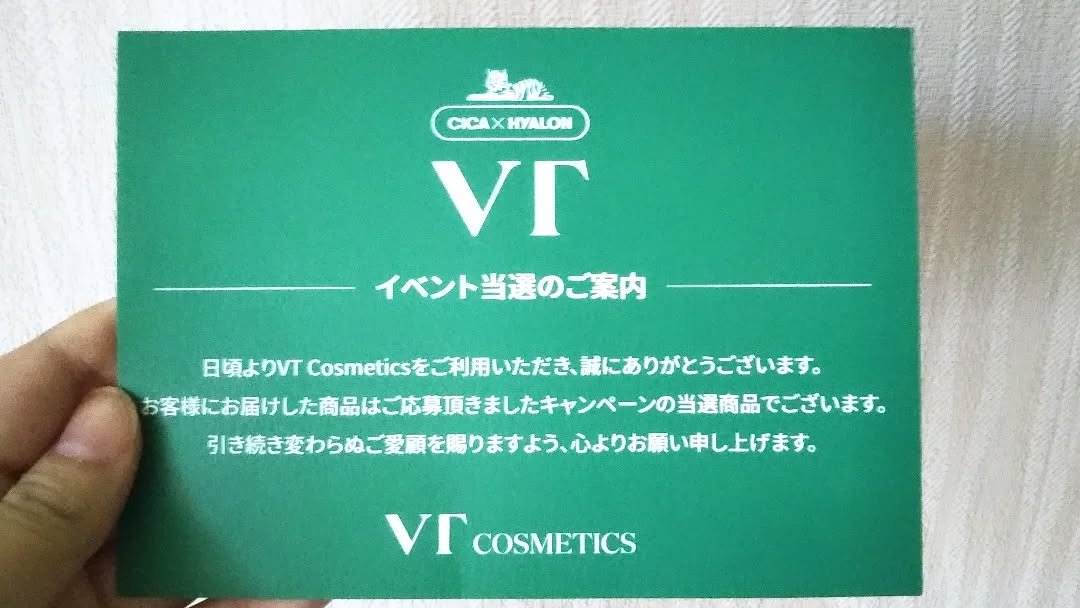 CICA×HYALON
VT
イベント当選のご案内
日頃よりVT Cosmeticsをご利用いただき、誠にありがとうございます。
お客様にお届けした商品はご応募頂きましたキャンペーンの当選商品でございます。
引き続き変わらぬご愛顧を賜りますよう、心よりお願い申し上げます。
VT COSMETICS